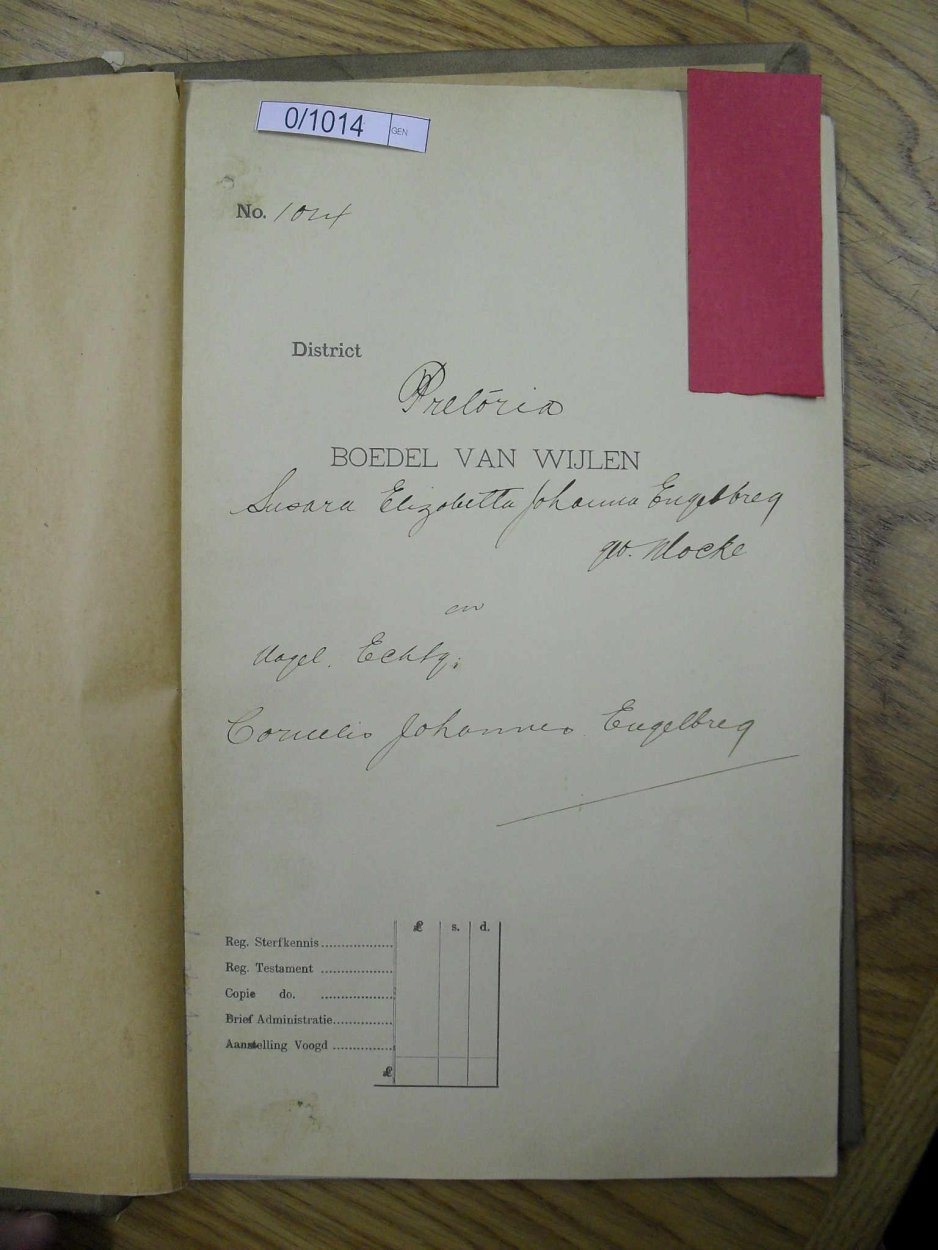 0/1014 GEN
No. 1014
District
Pretoria
BOEDEL VAN WIJLEN
Susara Elizabetta Johanna Engelbreg
geb. Mocke
en
Nagel. Echtg.
Cornelis Johannes Engelbreg
£ s. d.
Reg. Sterfkennis
Reg. Testament
Copie do.
Brief Administratie
Aanstelling Voogd
£